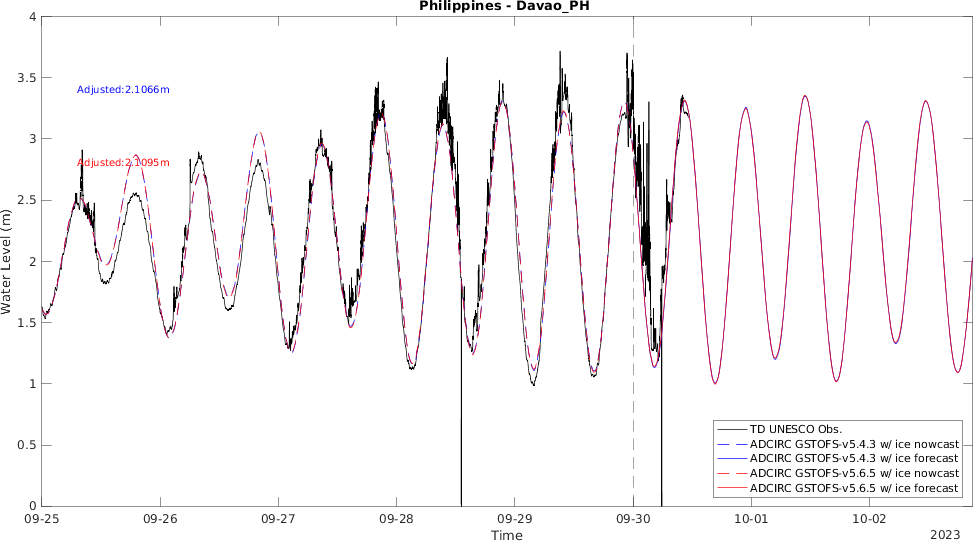 Philippines - Davao_PH
4
3.5
3
2.5
2
1.5
1
0.5
0
Water Level (m)
Adjusted:2.1066m
Adjusted:2.1095m
TD UNESCO Obs.
ADCIRC GSTOFS-v5.4.3 w/ ice nowcast
ADCIRC GSTOFS-v5.4.3 w/ ice forecast
ADCIRC GSTOFS-v5.6.5 w/ ice nowcast
ADCIRC GSTOFS-v5.6.5 w/ ice forecast
09-25 09-26 09-27 09-28 09-29 09-30 10-01 10-02
Time
2023